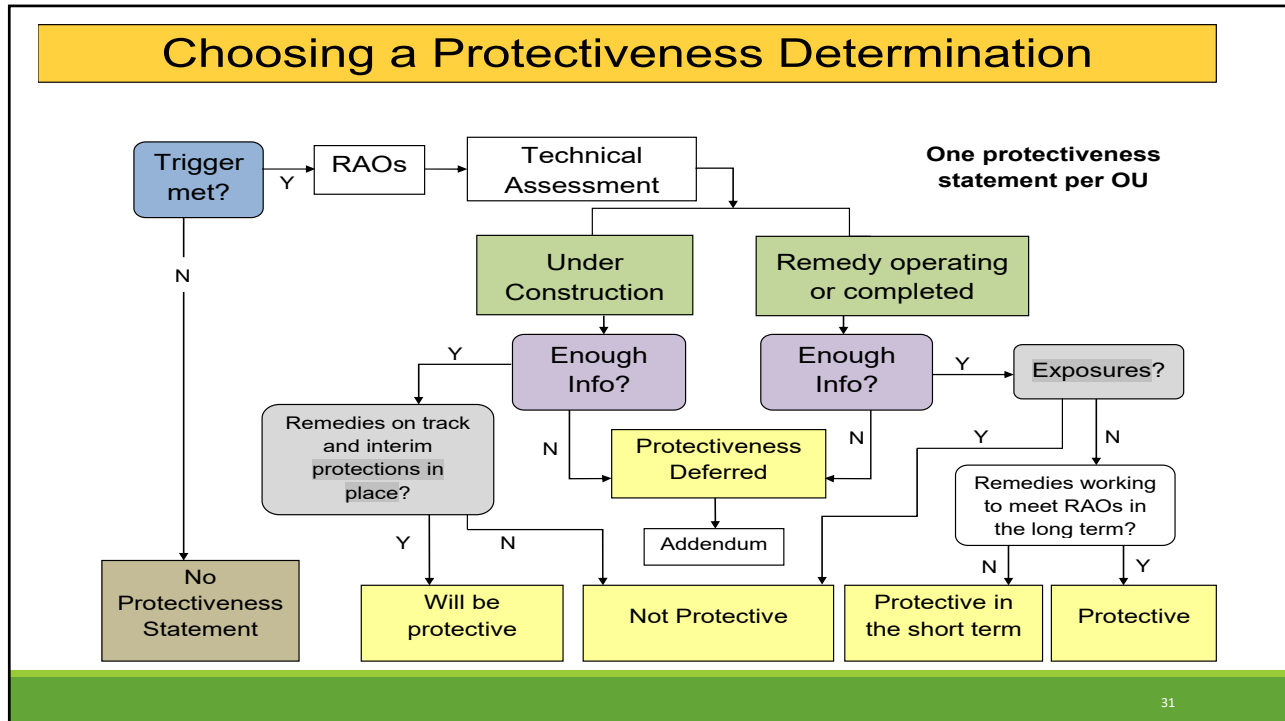 Choosing a Protectiveness Determination
Trigger
met?
Y
RAOs
Technical
Assessment
One protectiveness
statement per OU
N
Under
Construction
Remedy operating
or completed
Y
Enough
Info?
Enough
Info?
Y
Exposures?
Remedies on track
and interim
protections in
place?
N
Protectiveness
Deferred
N
Y
N
Remedies working
to meet RAOs in
the long term?
Addendum
Y
N
N
Y
No
Protectiveness
Statement
Will be
protective
Not Protective
Protective in
the short term
Protective
31